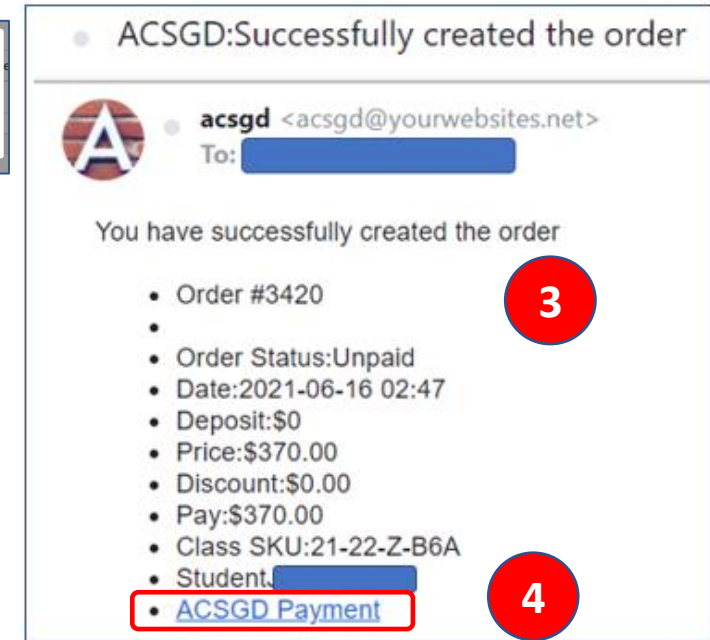 ACSGD:Successfully created the order
A
acsgd <acsgd@yourwebsites.net>
To:
You have successfully created the order
• Order #3420
3
•
• Order Status:Unpaid
• Date:2021-06-16 02:47
• Deposit:$0
• Price:$370.00
• Discount:$0.00
• Pay:$370.00
• Class SKU:21-22-Z-B6A
• Student
• ACSGD Payment
4